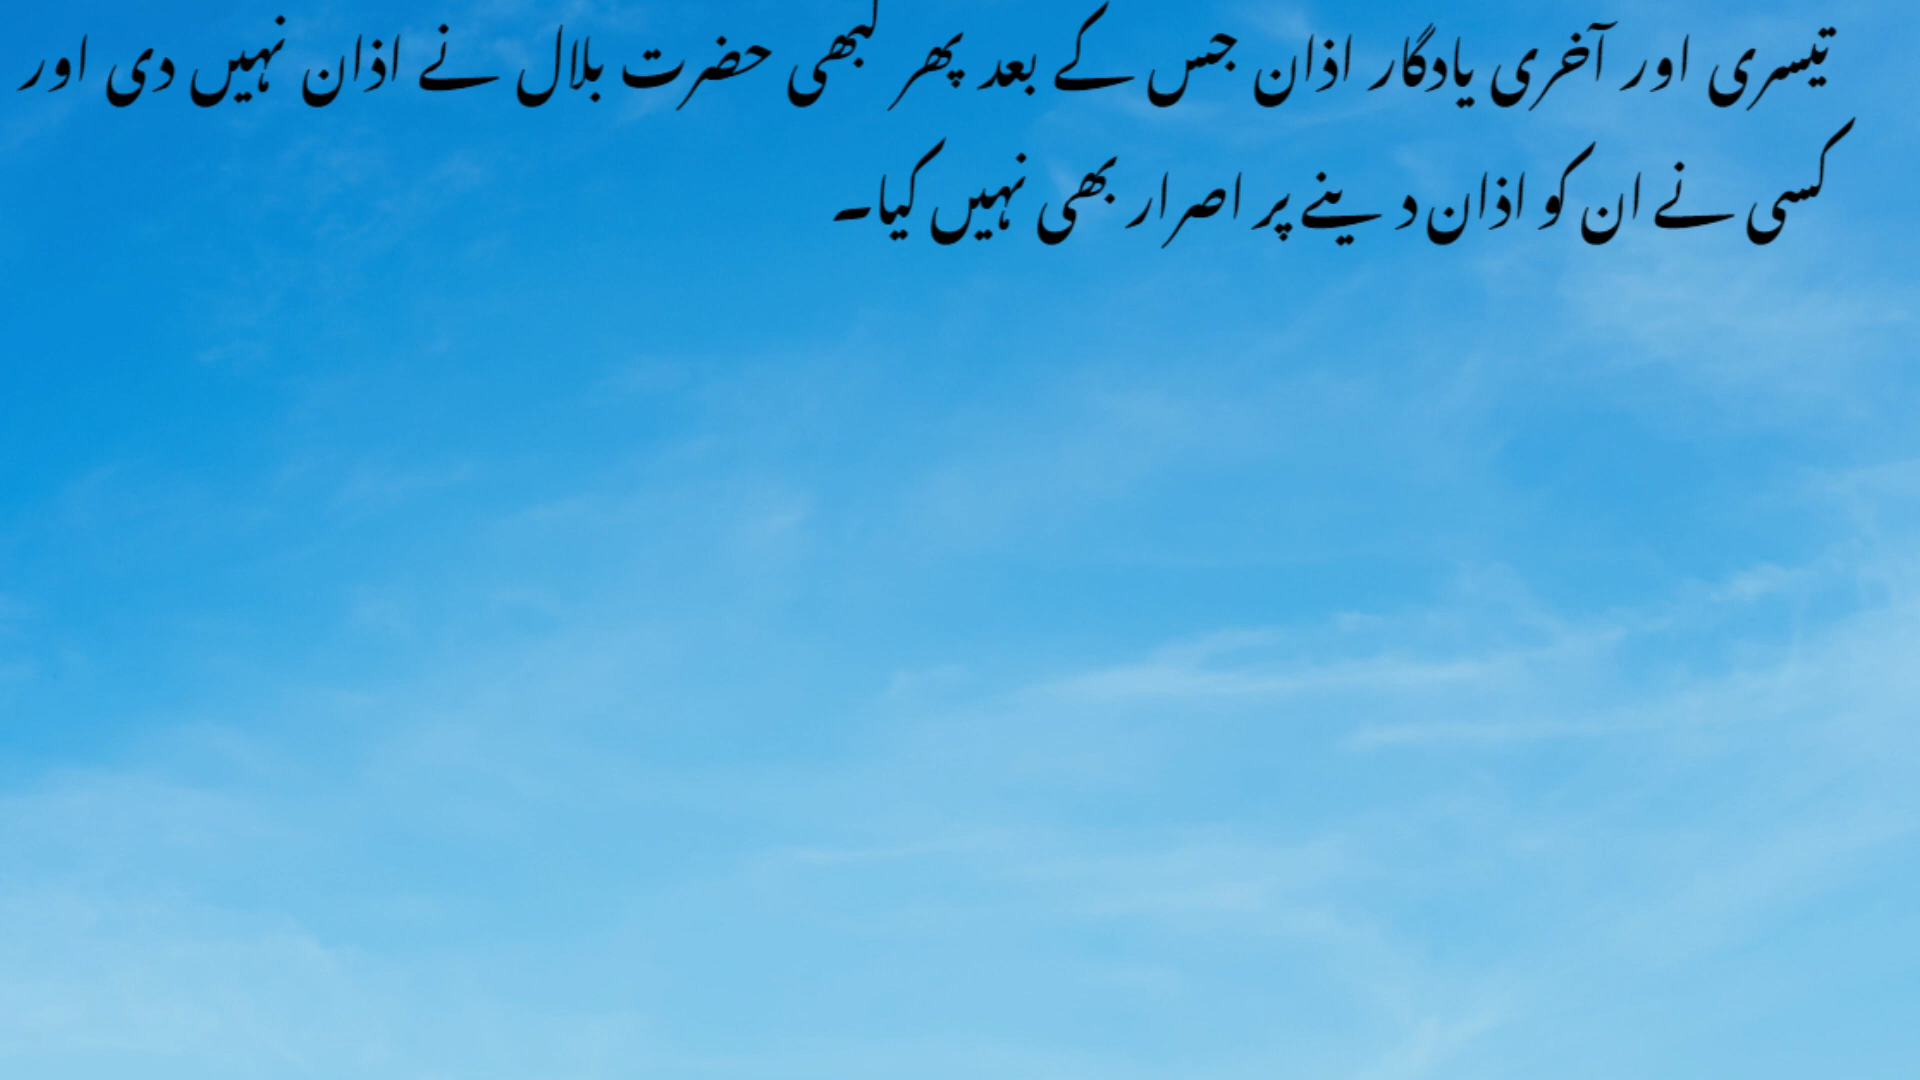 تیسری اور آخری یادگار اذان جس کے بعد پھر کبھی حضرت بلال نے اذان نہیں دی اور
کسی نے ان کو اذان دینے پر اصرار بھی نہیں کیا۔